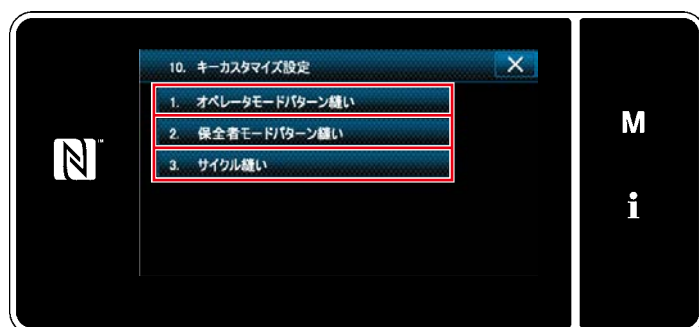 10. キーカスタマイズ設定
1. オペレータモードパターン縫い
2. 保全者モードパターン縫い
3. サイクル縫い
M
i
N
™